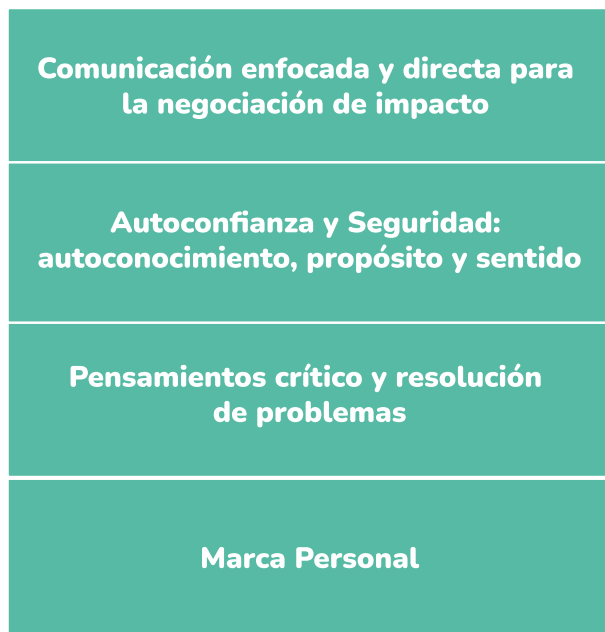 Comunicación enfocada y directa para
la negociación de impacto
Autoconfianza y Seguridad:
autoconocimiento, propósito y sentido
Pensamientos crítico y resolución
de problemas
Marca Personal